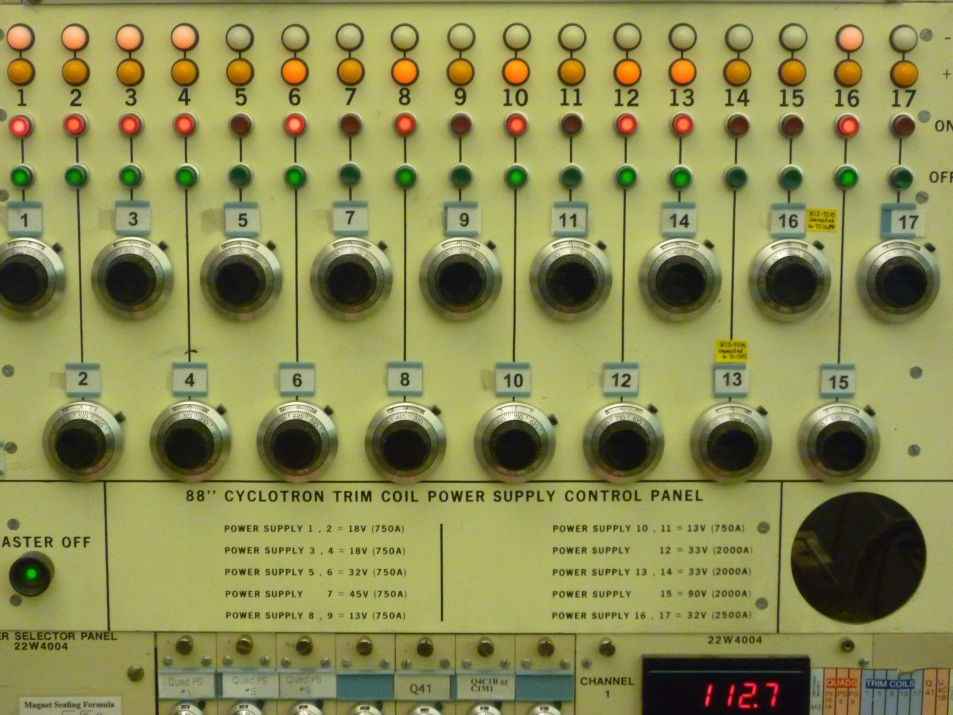 -
+
1 2 3 4 5 6 7 8 9 10 11 12 13 14 15 16 17
ON
OFF
1 3 5 7 9 11 14 16 17
2 4 6 8 10 12 13 15
88" CYCLOTRON TRIM COIL POWER SUPPLY CONTROL PANEL
POWER SUPPLY 1 , 2 = 18V (750A)
POWER SUPPLY 3 , 4 = 18V (750A)
POWER SUPPLY 5 , 6 = 32V (750A)
POWER SUPPLY 7 = 45V (750A)
POWER SUPPLY 8 , 9 = 13V (750A)
POWER SUPPLY 10 , 11 = 13V (750A)
POWER SUPPLY 12 = 33V (2000A)
POWER SUPPLY 13 , 14 = 33V (2000A)
POWER SUPPLY 15 = 90V (2000A)
POWER SUPPLY 16 , 17 = 32V (2500A)
ASTER OFF
ER SELECTOR PANEL
22W4004
22W4004
Quad PS
#1
Quad PS
#5
Quad PS
#9
Q41
Q4C1B or
C1M1
CHANNEL
1
112.7
QUADS
TRIM COILS
Magnet Sealing Formula